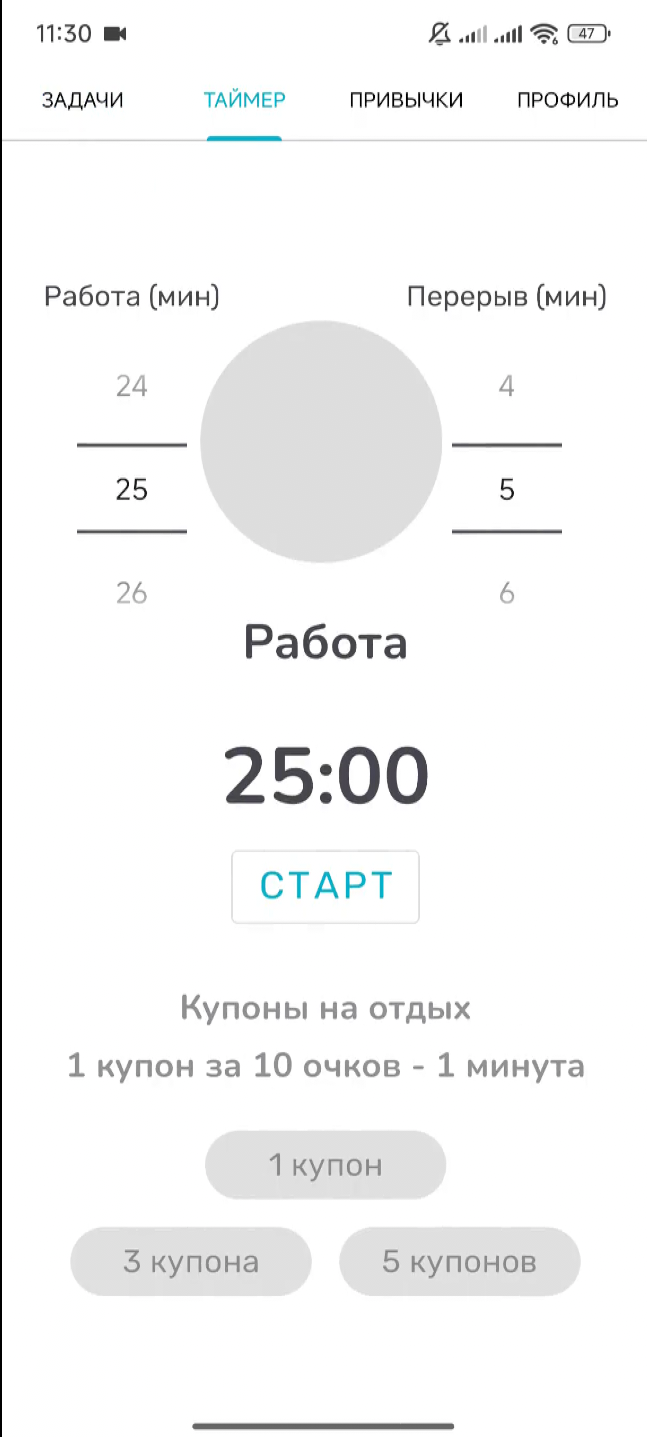 11:30 47
ЗАДАЧИ ТАЙМЕР ПРИВЫЧКИ ПРОФИЛЬ
Работа (мин) Перерыв (мин)
24 4
25 5
26 6
Работа
25:00
СТАРТ
Купоны на отдых
1 купон за 10 очков - 1 минута
1 купон
3 купона 5 купонов